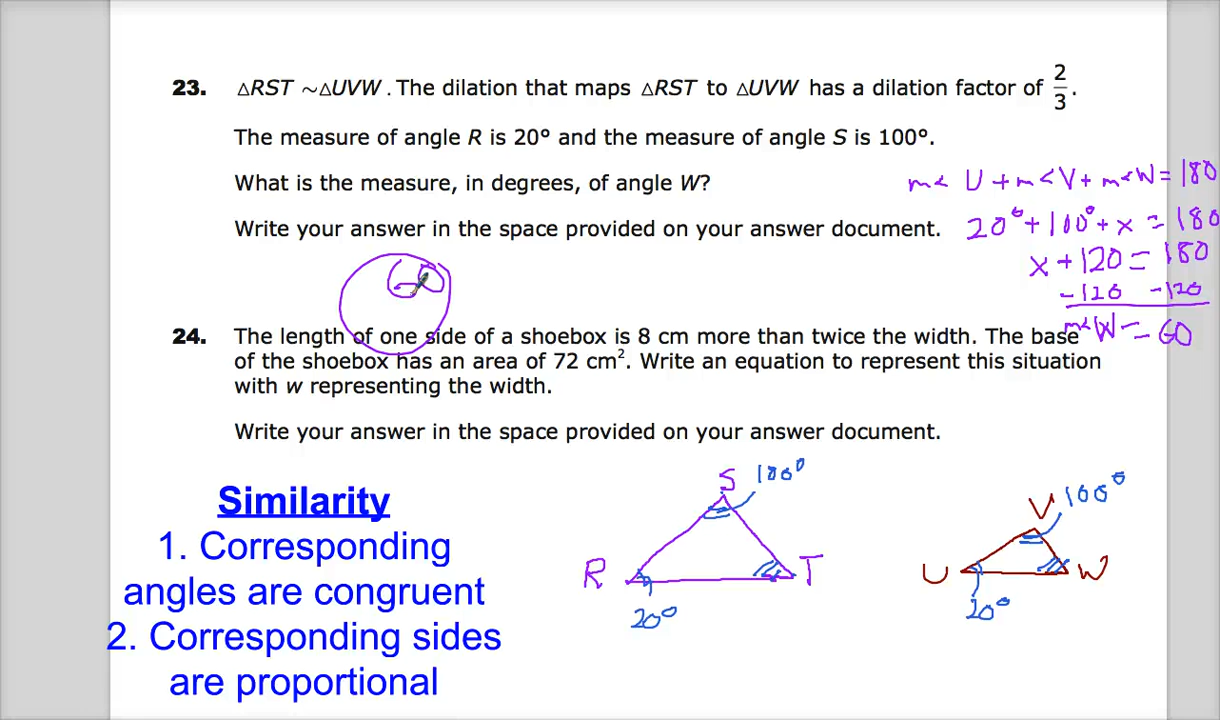 23. △RST ~△UVW. The dilation that maps △RST to △UVW has a dilation factor of 2/3.
The measure of angle R is 20° and the measure of angle S is 100°.
What is the measure, in degrees, of angle W?
m< U + m<V + m<W = 180
Write your answer in the space provided on your answer document.
20° + 100° + x = 180
x + 120 = 180
60
-120 -120
m<W = 60
24. The length of one side of a shoebox is 8 cm more than twice the width. The base
of the shoebox has an area of 72 cm². Write an equation to represent this situation
with w representing the width.
Write your answer in the space provided on your answer document.
Similarity
1. Corresponding
angles are congruent
2. Corresponding sides
are proportional
S 100°
R T
20°
V 100°
U W
20°